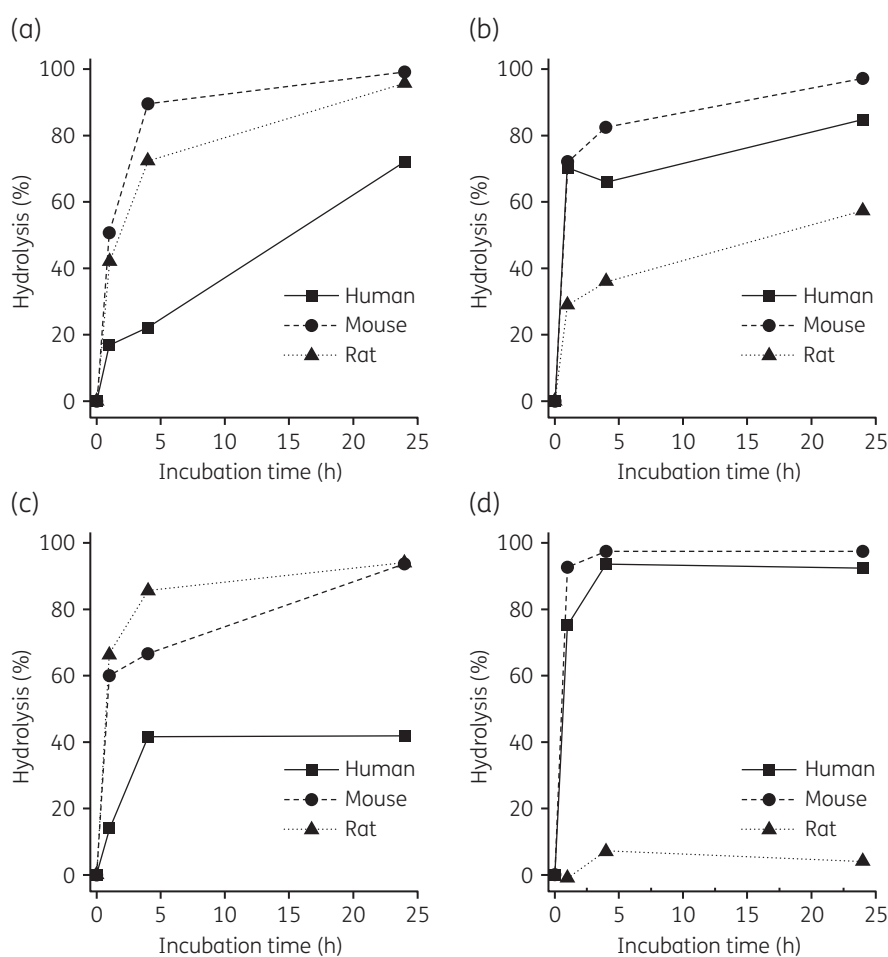 (a)
Hydrolysis (%)
100
80
60
40
20
0
Human
Mouse
Rat
0 5 10 15 20 25
Incubation time (h)
(b)
Hydrolysis (%)
100
80
60
40
20
0
Human
Mouse
Rat
0 5 10 15 20 25
Incubation time (h)
(c)
Hydrolysis (%)
100
80
60
40
20
0
Human
Mouse
Rat
0 5 10 15 20 25
Incubation time (h)
(d)
Hydrolysis (%)
100
80
60
40
20
0
Human
Mouse
Rat
0 5 10 15 20 25
Incubation time (h)